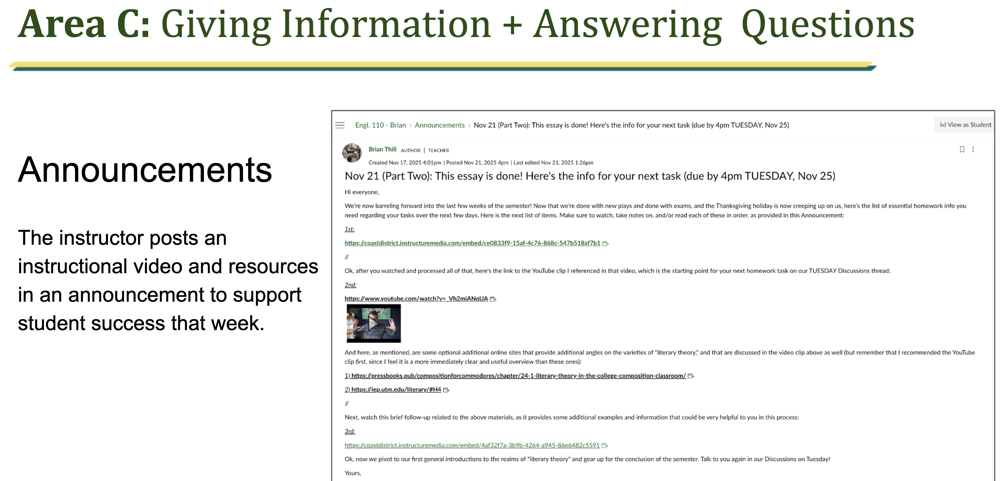 Area C: Giving Information + Answering Questions
Announcements
The instructor posts an
instructional video and resources
in an announcement to support
student success that week.
Engl. 110 - Brian › Announcements › Nov 21 (Part Two): This essay is done! Here's the info for your next task (due by 4pm TUESDAY, Nov 25)
View as Student
Brian Thill AUTHOR | TEACHER
Created Nov 17, 2025 4:01pm | Posted Nov 21, 2025 4pm | Last edited Nov 21, 2025 1:26pm
Nov 21 (Part Two): This essay is done! Here's the info for your next task (due by 4pm TUESDAY, Nov 25)
Hi everyone,
We're now barreling forward into the last few weeks of the semester! Now that we're done with new plays and done with exams, and the Thanksgiving holiday is now creeping up on us, here's the list of essential homework info you
need regarding your tasks over the next few days. Here is the next list of items. Make sure to watch, take notes on, and/or read each of these in order, as provided in this Announcement:
1st:
https://coastdistrict.instructuremedia.com/embed/ce0833f9-15af-4c76-868c-547b518af7b1
//
Ok, after you watched and processed all of that, here's the link to the YouTube clip I referenced in that video, which is the starting point for your next homework task on our TUESDAY Discussions thread:
2nd:
https://www.youtube.com/watch?v=_Vh2miANqUA
And here, as mentioned, are some optional additional online sites that provide additional angles on the varieties of "literary theory," and that are discussed in the video clip above as well (but remember that I recommended the YouTube
clip first, since I feel it is a more immediately clear and useful overview than these ones):
1) https://pressbooks.pub/compositionforcommodores/chapter/24-1-literary-theory-in-the-college-composition-classroom/
2) https://iep.utm.edu/literary/#H4
//
Next, watch this brief follow-up related to the above materials, as it provides some additional examples and information that could be very helpful to you in this process:
3rd:
https://coastdistrict.instructuremedia.com/embed/4af32f7a-3b9b-4264-a945-86e6482c5591
Ok, now we pivot to our first general introductions to the realms of "literary theory" and gear up for the conclusion of the semester. Talk to you again in our Discussions on Tuesday!
Yours,